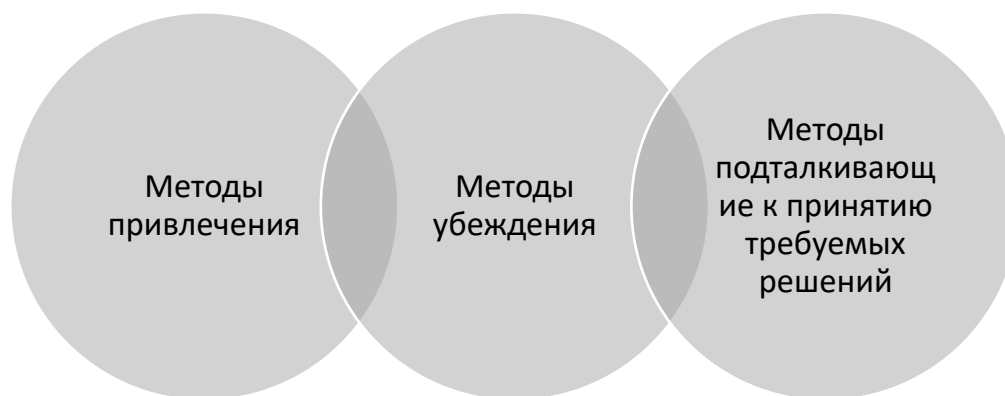 Методы
привлечения
Методы
убеждения
Методы
подталкивающ
ие к принятию
требуемых
решений